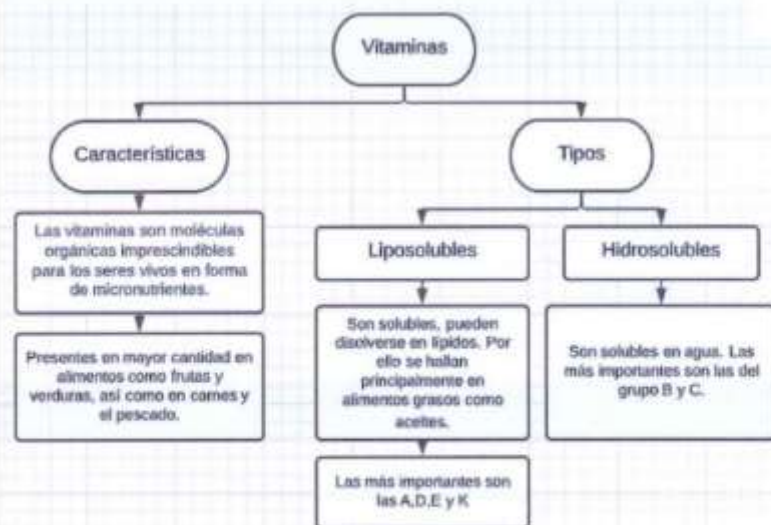 Vitaminas
Características
Tipos
Las vitaminas son moléculas
orgánicas imprescindibles
para los seres vivos en forma
de micronutrientes.
Presentes en mayor cantidad en
alimentos como frutas y
verduras, así como en carnes y
el pescado.
Liposolubles
Hidrosolubles
Son solubles, pueden
disolverse en lípidos. Por
ello se hallan
principalmente en
alimentos grasos como
aceites.
Son solubles en agua. Las
más importantes son las del
grupo B y C.
Las más importantes son
las A,D,E y K